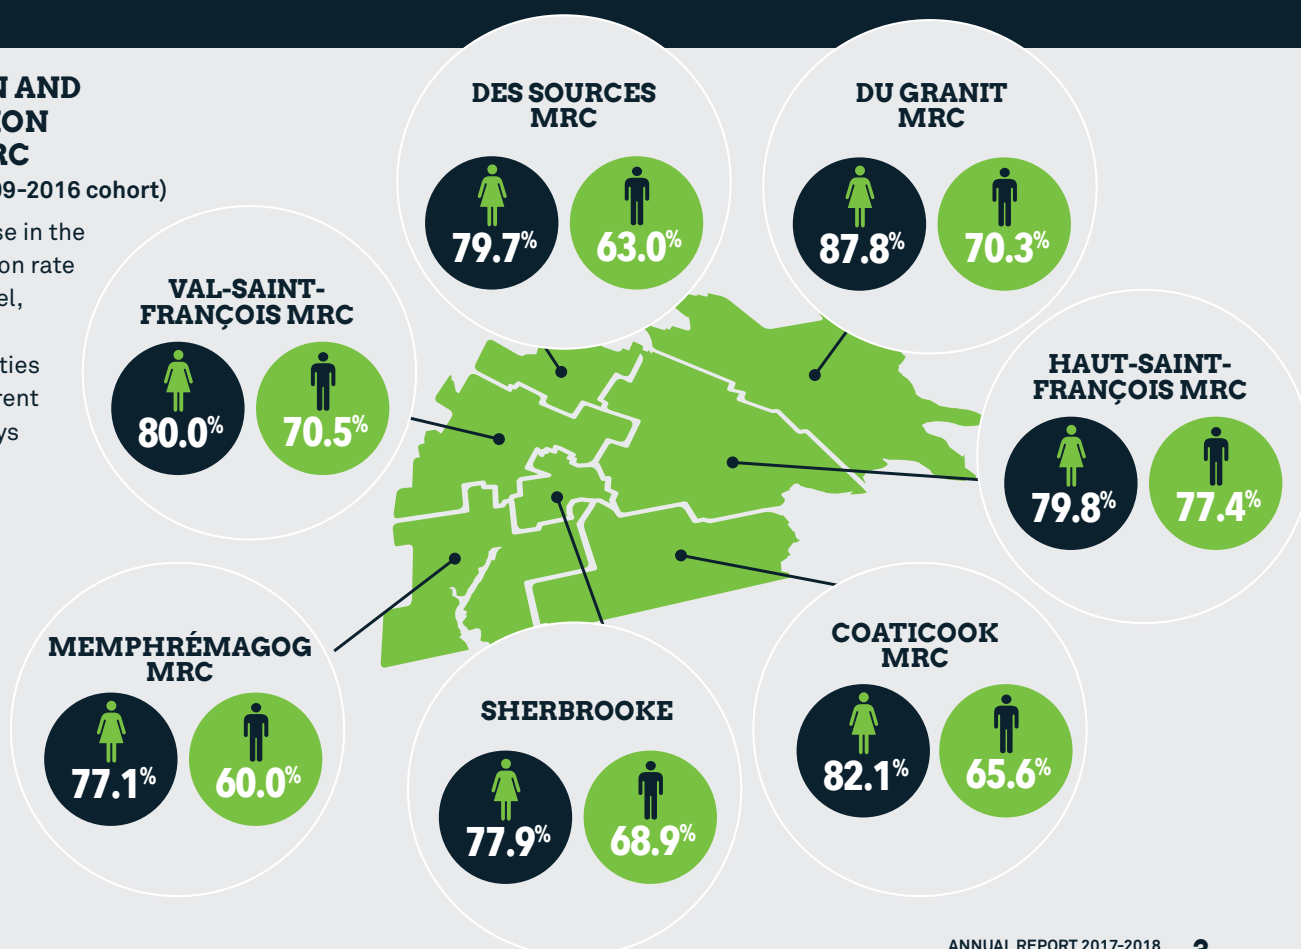 N AND
ION
RC
09-2016 cohort)
se in the
on rate
el,
ties
rent
ys
DES SOURCES
MRC
79.7%
63.0%
DU GRANIT
MRC
87.8%
70.3%
VAL-SAINT-
FRANÇOIS MRC
80.0%
70.5%
HAUT-SAINT-
FRANÇOIS MRC
79.8%
77.4%
MEMPHRÉMAGOG
MRC
77.1%
60.0%
SHERBROOKE
77.9%
68.9%
COATICOOK
MRC
82.1%
65.6%
ANNUAL REPORT 2017-2018